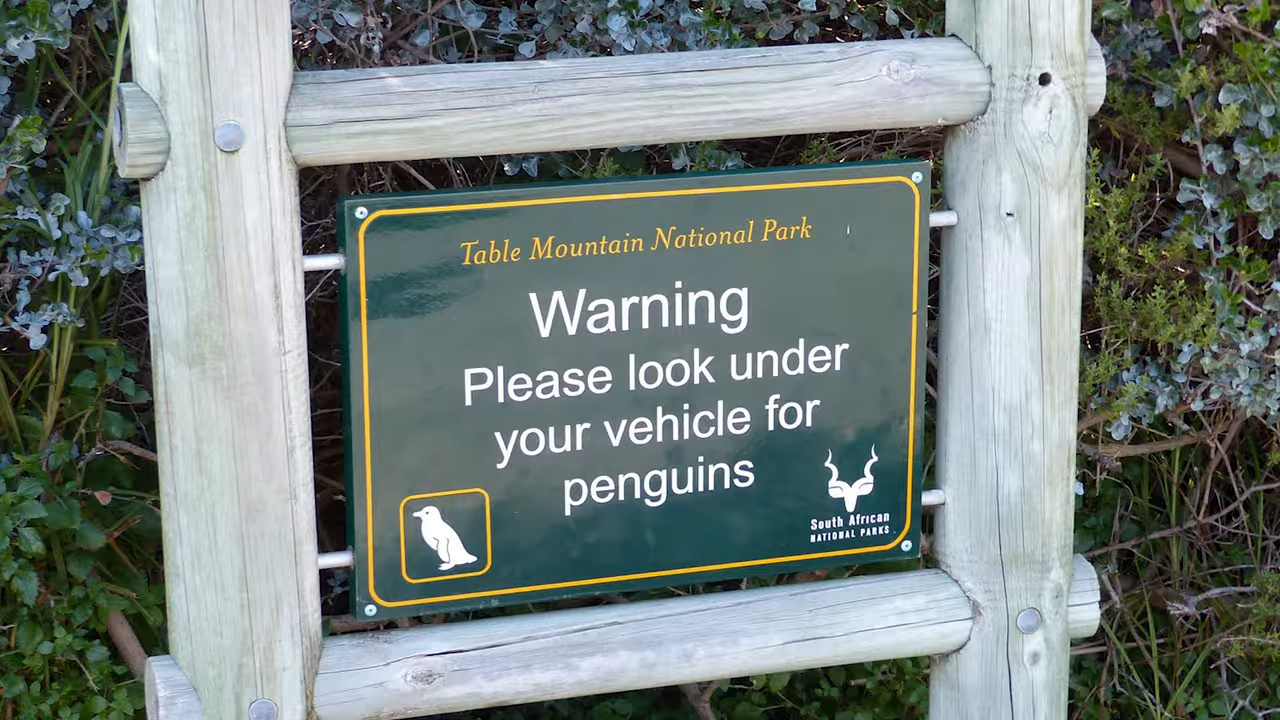 Table Mountain National Park
Warning
Please look under
your vehicle for
penguins
South African
NATIONAL PARKS